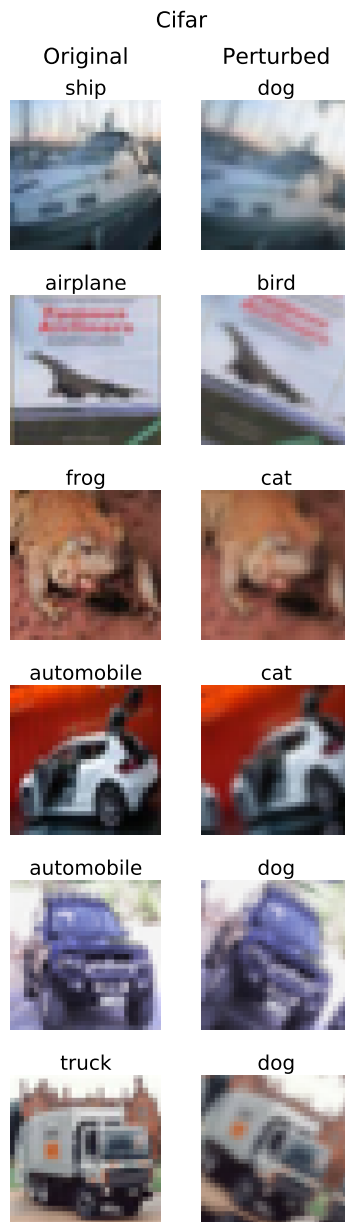 Cifar
Original Perturbed
ship dog
airplane bird
frog cat
automobile cat
automobile dog
truck dog